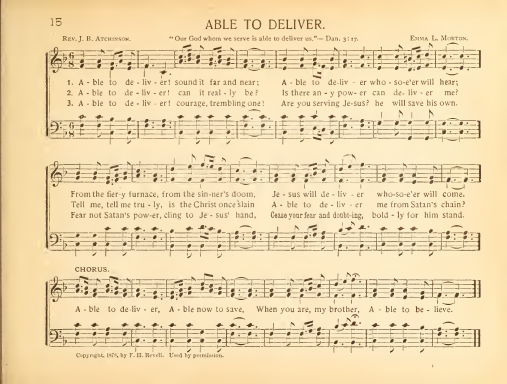 15
ABLE TO DELIVER.
REV. J. B. ATCHINSON.
"Our God whom we serve is able to deliver us."—Dan. 3:17.
EMMA L. MORTON.
1. A - ble to de - liv - er! sound it far and near; A - ble to de-liv - er who-so-e'er will hear;
2. A - ble to de - liv - er! can it real - ly be? Is there an - y pow- er can de-liv - er me?
3. A - ble to de - liv - er! courage, trembling one! Are you serving Je-sus? he will save his own.
From the fier-y furnace, from the sin-ner's doom, Je - sus will de-liv - er who-so-e'er will come.
Tell me, tell me tru - ly, is the Christ once slain A - ble to de-liv - er me from Satan's chain?
Fear not Satan's pow-er, cling to Je - sus' hand, Cease your fear and doubt-ing, bold - ly for him stand.
CHORUS.
A - ble to de-liv - er, A - ble now to save, When you are, my brother, A - ble to be - lieve.
Copyright, 1878, by F. H. Revell. Used by permission.